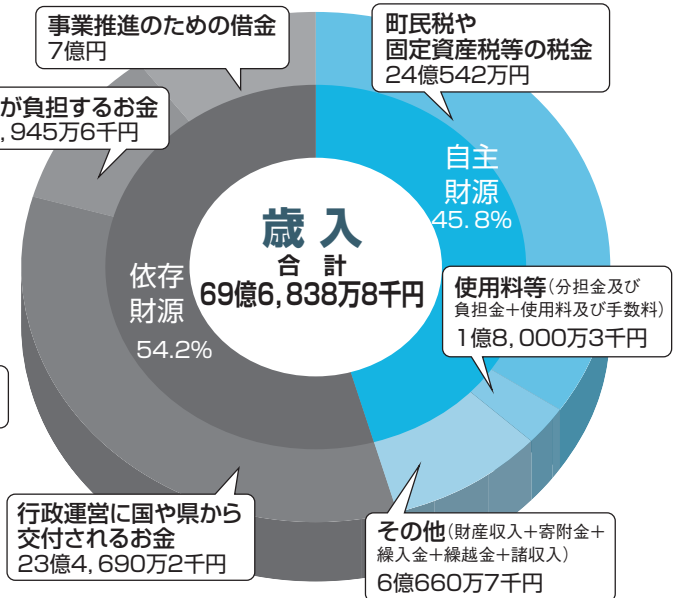 事業推進のための借金
7億円
町民税や
固定資産税等の税金
24億542万円
が負担するお金
,945万6千円
自主
財源
45.8%
歳入
合計
69億6,838万8千円
依存
財源
54.2%
使用料等(分担金及び
負担金+使用料及び手数料)
1億8,000万3千円
行政運営に国や県から
交付されるお金
23億4,690万2千円
その他(財産収入+寄附金+
繰入金+繰越金+諸収入)
6億660万7千円